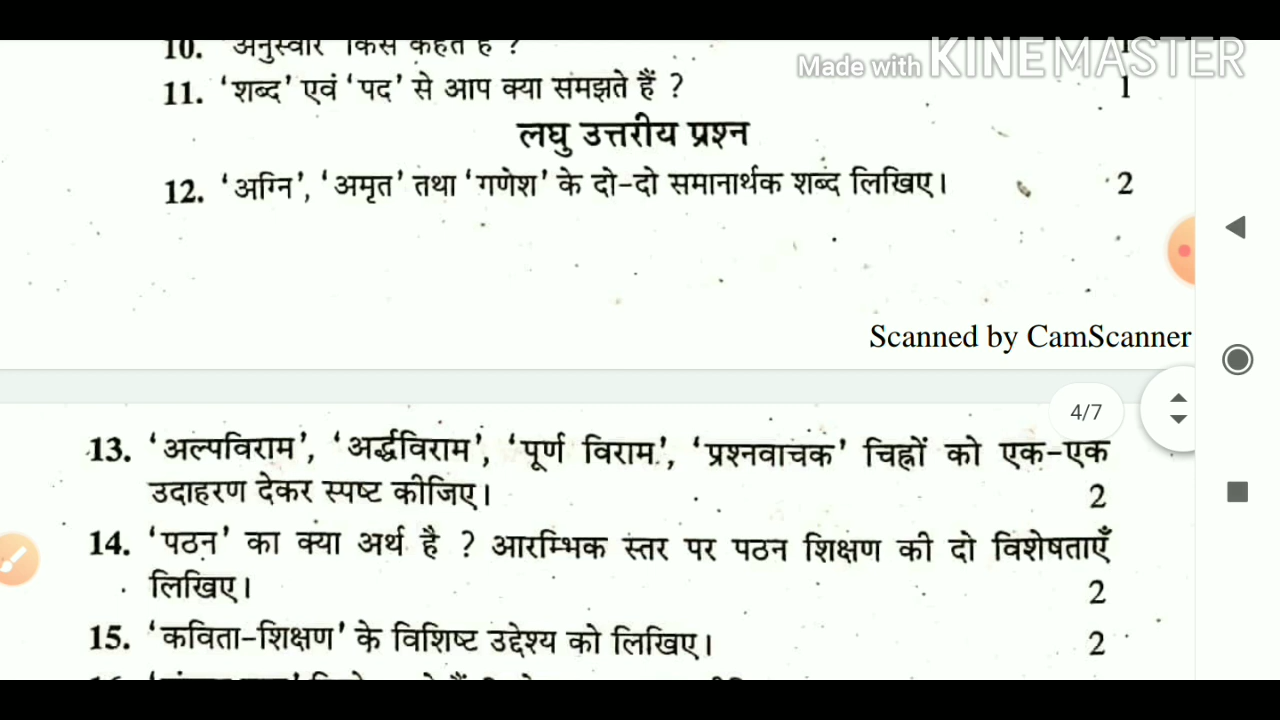 10. 'अनुस्वार' किसे कहते हैं ?
Made with KINEMASTER
11. 'शब्द' एवं 'पद' से आप क्या समझते हैं ? 1
लघु उत्तरीय प्रश्न
12. 'अग्नि', 'अमृत' तथा 'गणेश' के दो-दो समानार्थक शब्द लिखिए। 2
Scanned by CamScanner
4/7
13. 'अल्पविराम', 'अर्द्धविराम', 'पूर्ण विराम', 'प्रश्नवाचक' चिह्नों को एक-एक
उदाहरण देकर स्पष्ट कीजिए। 2
14. 'पठन' का क्या अर्थ है ? आरम्भिक स्तर पर पठन शिक्षण की दो विशेषताएँ
लिखिए। 2
15. 'कविता-शिक्षण' के विशिष्ट उद्देश्य को लिखिए। 2